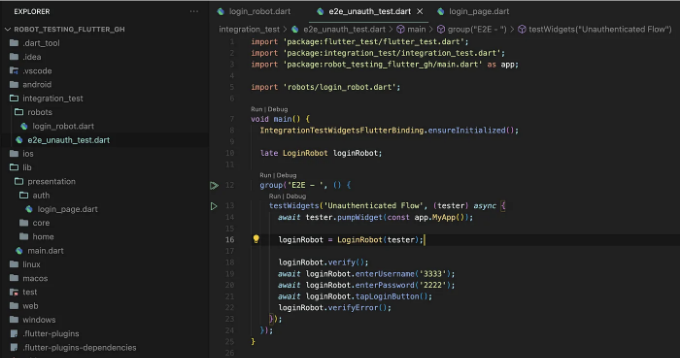 EXPLORER
ROBOT_TESTING_FLUTTER_GH
.dart_tool
.idea
.vscode
android
integration_test
robots
login_robot.dart
e2e_unauth_test.dart
ios
lib
presentation
auth
login_page.dart
core
home
main.dart
linux
macos
test
web
windows
.flutter-plugins
.flutter-plugins-dependencies
login_robot.dart e2e_unauth_test.dart login_page.dart
integration_test > e2e_unauth_test.dart > main > group("E2E - ") > testWidgets("Unauthenticated Flow")
1 import 'package:flutter_test/flutter_test.dart';
2 import 'package:integration_test/integration_test.dart';
3 import 'package:robot_testing_flutter_gh/main.dart' as app;
4
5 import 'robots/login_robot.dart';
6
Run | Debug
7 void main() {
8 IntegrationTestWidgetsFlutterBinding.ensureInitialized();
9
10 late LoginRobot loginRobot;
11
Run | Debug
12 group('E2E - ', () {
Run | Debug
13 testWidgets('Unauthenticated Flow', (tester) async {
14 await tester.pumpWidget(const app.MyApp());
15
16 loginRobot = LoginRobot(tester);
17
18 loginRobot.verify();
19 await loginRobot.enterUsername('3333');
20 await loginRobot.enterPassword('2222');
21 await loginRobot.tapLoginButton();
22 loginRobot.verifyError();
23 });
24 });
25 }
26